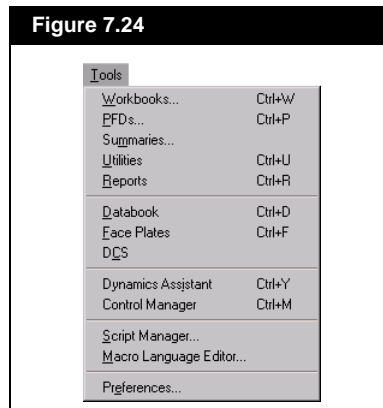 Figure 7.24
Tools
Workbooks... Ctrl+W
PFDs... Ctrl+P
Summaries...
Utilities Ctrl+U
Reports Ctrl+R
Databook Ctrl+D
Face Plates Ctrl+F
DCS
Dynamics Assistant Ctrl+Y
Control Manager Ctrl+M
Script Manager...
Macro Language Editor...
Preferences...